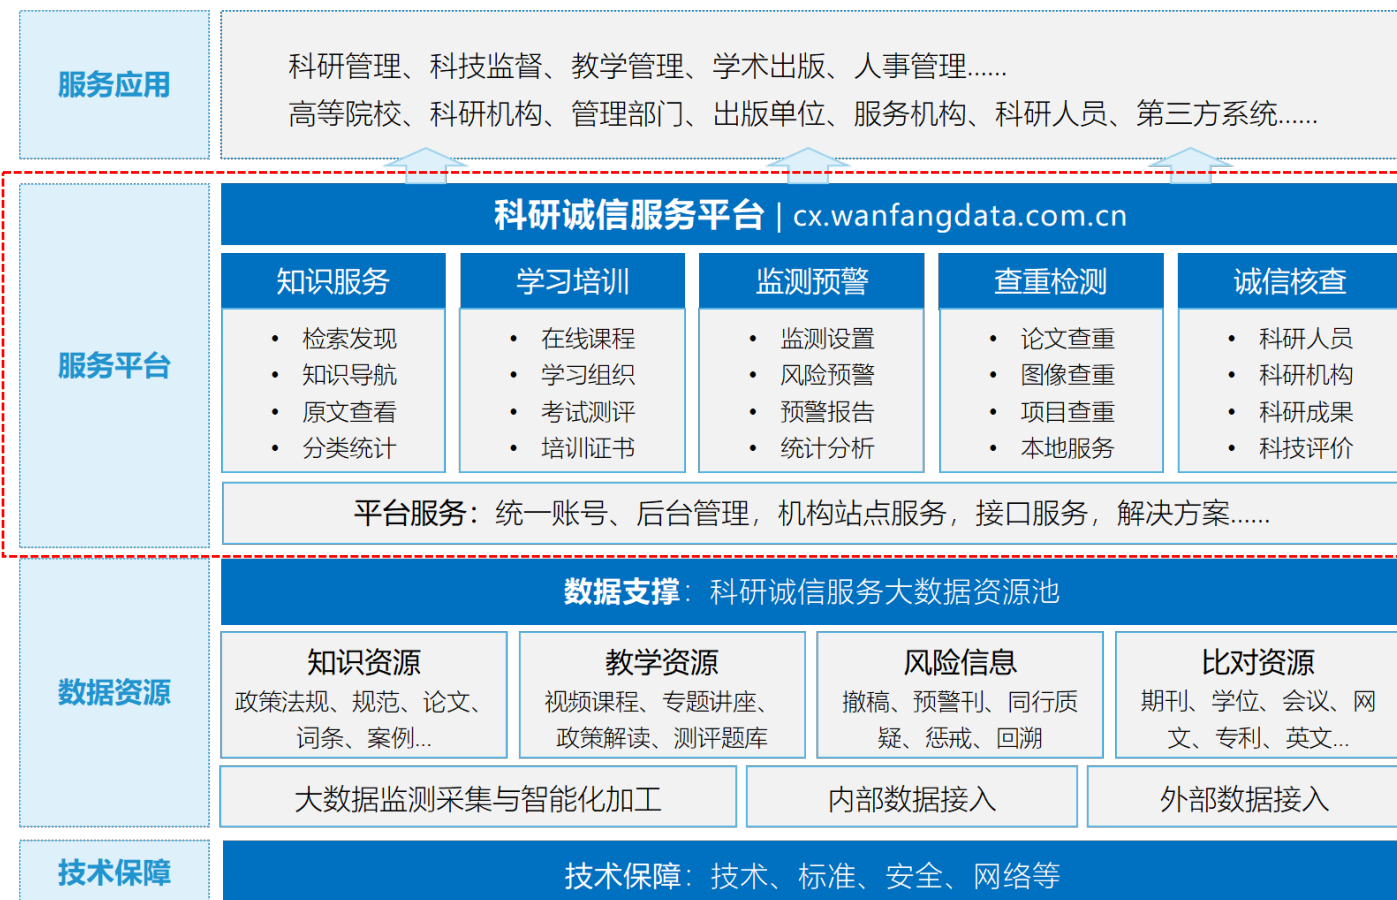 服务应用
科研管理、科技监督、教学管理、学术出版、人事管理......
高等院校、科研机构、管理部门、出版单位、服务机构、科研人员、第三方系统......
服务平台
科研诚信服务平台 | cx.wanfangdata.com.cn
知识服务
• 检索发现
• 知识导航
• 原文查看
• 分类统计
学习培训
• 在线课程
• 学习组织
• 考试测评
• 培训证书
监测预警
• 监测设置
• 风险预警
• 预警报告
• 统计分析
查重检测
• 论文查重
• 图像查重
• 项目查重
• 本地服务
诚信核查
• 科研人员
• 科研机构
• 科研成果
• 科技评价
平台服务：统一账号、后台管理，机构站点服务，接口服务，解决方案......
数据资源
数据支撑：科研诚信服务大数据资源池
知识资源
政策法规、规范、论文、
词条、案例...
教学资源
视频课程、专题讲座、
政策解读、测评题库
风险信息
撤稿、预警刊、同行质
疑、惩戒、回溯
比对资源
期刊、学位、会议、网
文、专利、英文...
大数据监测采集与智能化加工
内部数据接入
外部数据接入
技术保障
技术保障：技术、标准、安全、网络等